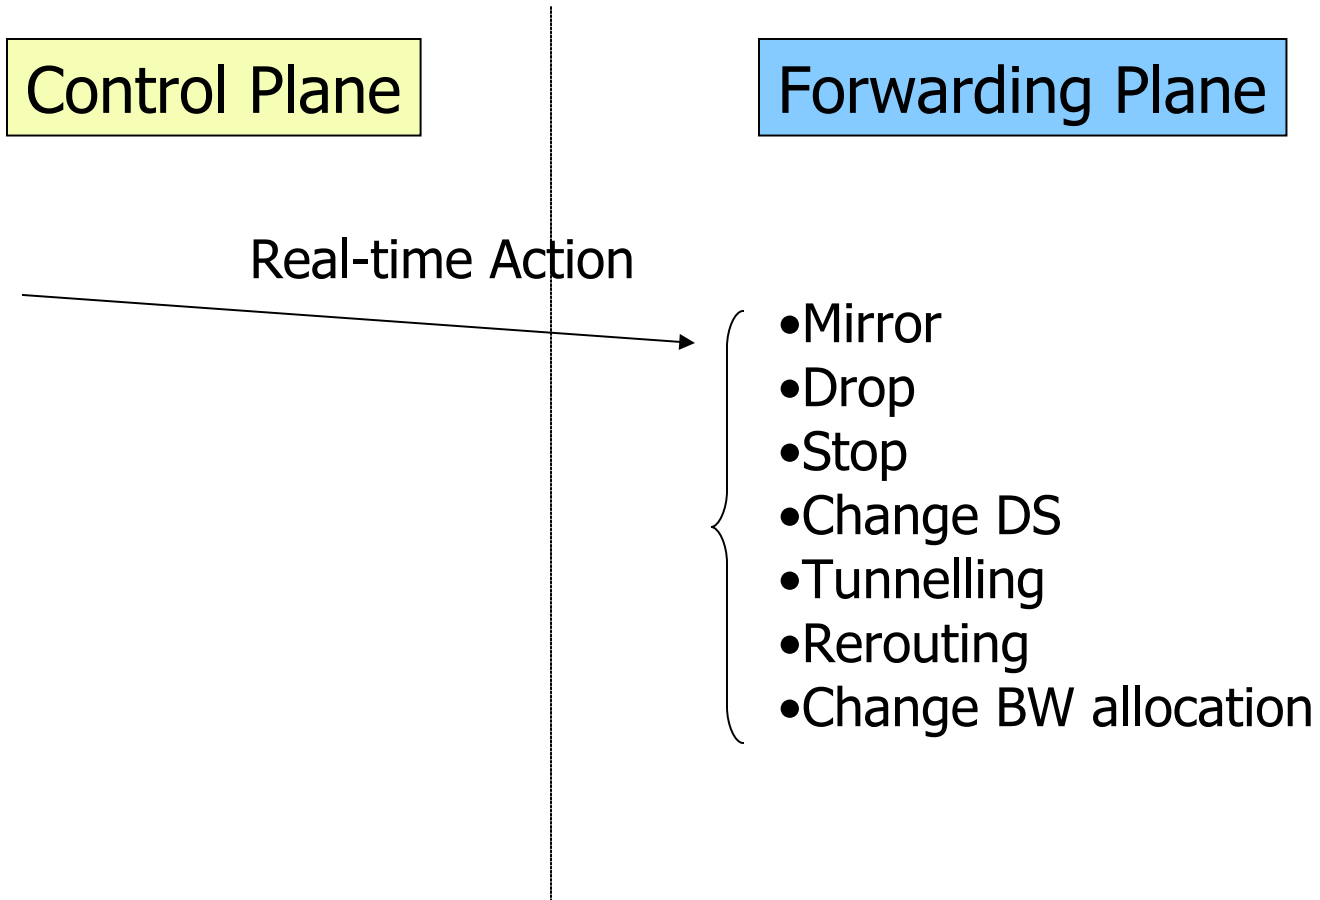 Control Plane
Forwarding Plane
Real-time Action
•Mirror
•Drop
•Stop
•Change DS
•Tunnelling
•Rerouting
•Change BW allocation